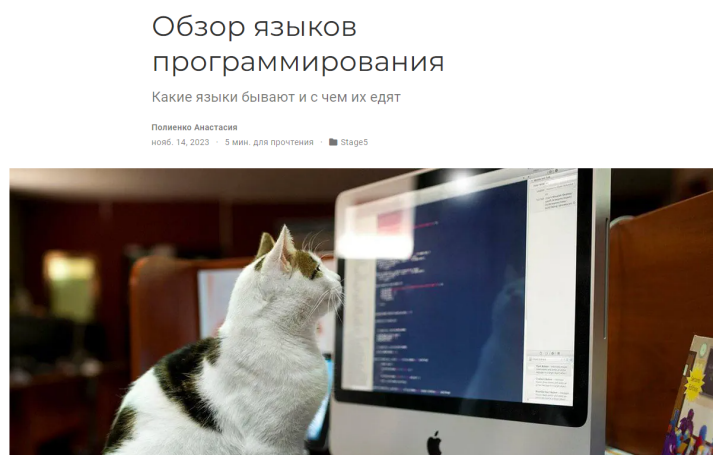 Обзор языков
программирования
Какие языки бывают и с чем их едят
Полиенко Анастасия
нояб. 14, 2023 · 5 мин. для прочтения · Stage5